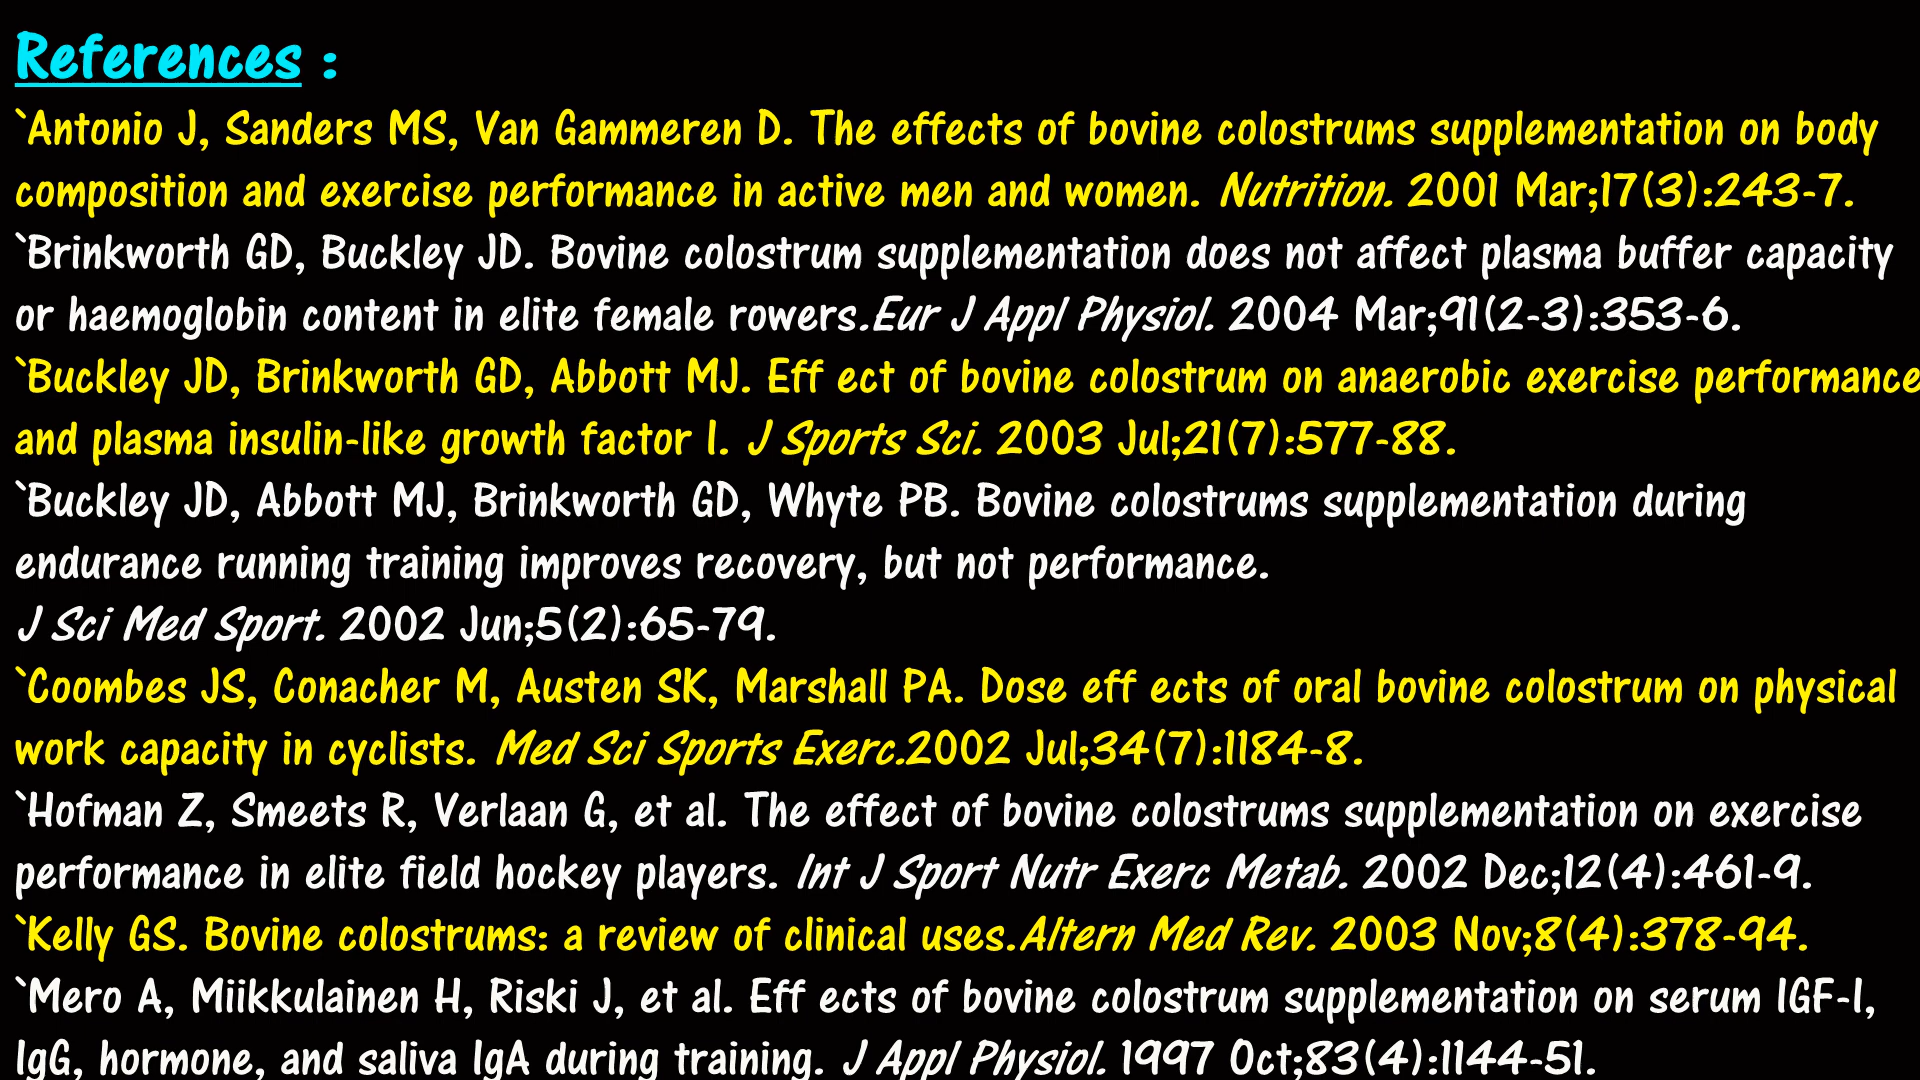 References :
`Antonio J, Sanders MS, Van Gammeren D. The effects of bovine colostrums supplementation on body
composition and exercise performance in active men and women. Nutrition. 2001 Mar;17(3):243-7.
`Brinkworth GD, Buckley JD. Bovine colostrum supplementation does not affect plasma buffer capacity
or haemoglobin content in elite female rowers.Eur J Appl Physiol. 2004 Mar;91(2-3):353-6.
`Buckley JD, Brinkworth GD, Abbott MJ. Eff ect of bovine colostrum on anaerobic exercise performance
and plasma insulin-like growth factor I. J Sports Sci. 2003 Jul;21(7):577-88.
`Buckley JD, Abbott MJ, Brinkworth GD, Whyte PB. Bovine colostrums supplementation during
endurance running training improves recovery, but not performance.
J Sci Med Sport. 2002 Jun;5(2):65-79.
`Coombes JS, Conacher M, Austen SK, Marshall PA. Dose eff ects of oral bovine colostrum on physical
work capacity in cyclists. Med Sci Sports Exerc.2002 Jul;34(7):1184-8.
`Hofman Z, Smeets R, Verlaan G, et al. The effect of bovine colostrums supplementation on exercise
performance in elite field hockey players. Int J Sport Nutr Exerc Metab. 2002 Dec;12(4):461-9.
`Kelly GS. Bovine colostrums: a review of clinical uses.Altern Med Rev. 2003 Nov;8(4):378-94.
`Mero A, Miikkulainen H, Riski J, et al. Eff ects of bovine colostrum supplementation on serum IGF-I,
IgG, hormone, and saliva IgA during training. J Appl Physiol. 1997 Oct;83(4):1144-51.